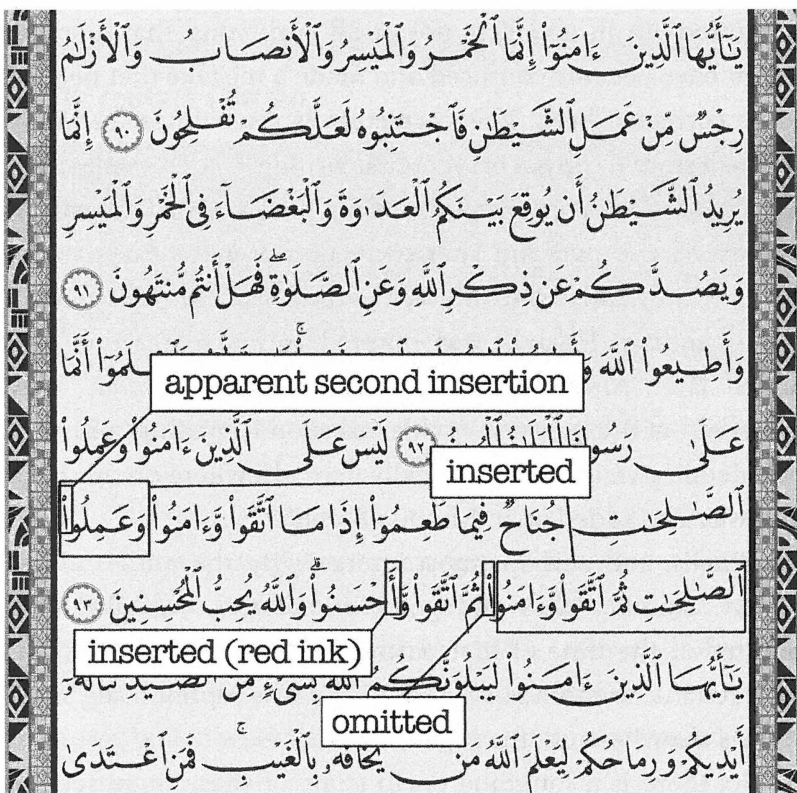 يَـٰٓأَيُّهَا ٱلَّذِينَ ءَامَنُوٓا۟ إِنَّمَا ٱلْخَمْرُ وَٱلْمَيْسِرُ وَٱلْأَنصَابُ وَٱلْأَزْلَـٰمُ
رِجْسٌ مِّنْ عَمَلِ ٱلشَّيْطَـٰنِ فَٱجْتَنِبُوهُ لَعَلَّكُمْ تُفْلِحُونَ ٩٠ إِنَّمَا
يُرِيدُ ٱلشَّيْطَـٰنُ أَن يُوقِعَ بَيْنَكُمُ ٱلْعَدَٰوَةَ وَٱلْبَغْضَآءَ فِى ٱلْخَمْرِ وَٱلْمَيْسِرِ
وَيَصُدَّكُمْ عَن ذِكْرِ ٱللَّهِ وَعَنِ ٱلصَّلَوٰةِ ۖ فَهَلْ أَنتُم مُّنتَهُونَ ٩١
وَأَطِيعُوا۟ ٱللَّهَ أَنَّمَا
apparent second insertion
عَلَىٰ ٩٢ لَيْسَ عَلَى ٱلَّذِينَ ءَامَنُوا۟ وَعَمِلُوا۟
inserted
ٱلصَّـٰلِحَـٰتِ جُنَاحٌ فِيمَا طَعِمُوٓا۟ إِذَا مَا ٱتَّقَوا۟ وَّءَامَنُوا۟ وَعَمِلُوا۟
ٱلصَّـٰلِحَـٰتِ ثُمَّ ٱتَّقَوا۟ وَّءَامَنُوا۟ ثُمَّ ٱتَّقَوا۟ وَّأَحْسَنُوا۟ ۗ وَٱللَّهُ يُحِبُّ ٱلْمُحْسِنِينَ ٩٣
inserted (red ink)
يَـٰٓأَيُّهَا ٱلَّذِينَ ءَامَنُوا۟ لَيَبْلُوَنَّكُمُ ٱللَّهُ بِشَىْءٍ مِّنَ ٱلصَّيْدِ تَنَالُهُۥٓ
omitted
أَيْدِيكُمْ وَرِمَاحُكُمْ لِيَعْلَمَ ٱللَّهُ مَن يَخَافُهُۥ بِٱلْغَيْبِ ۚ فَمَنِ ٱعْتَدَىٰ